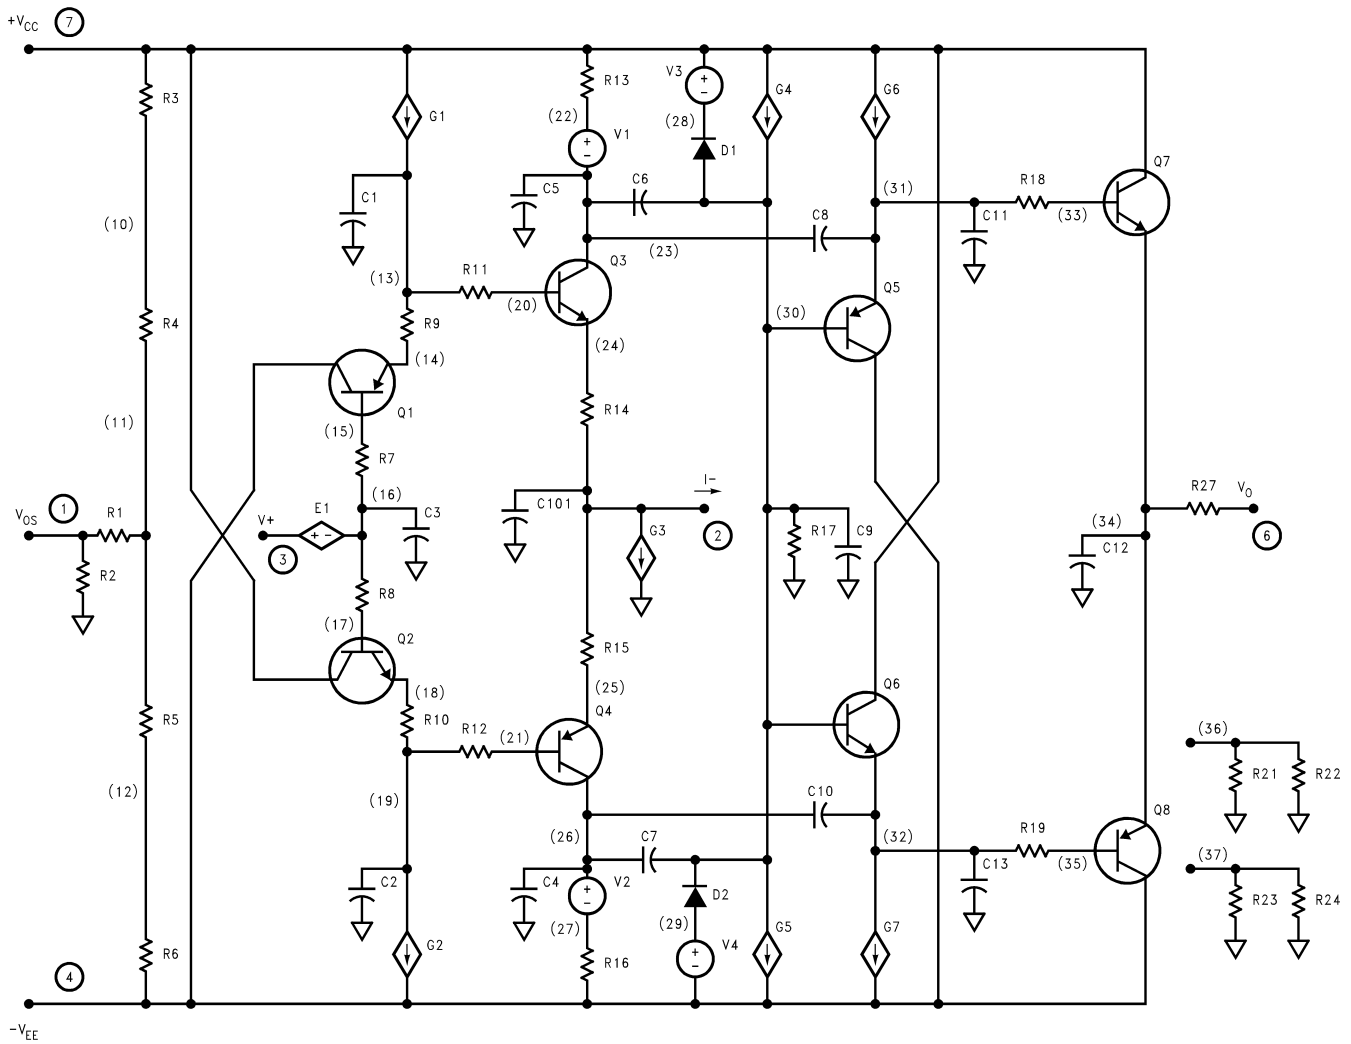 +VCC 7
V3 G4 G6
R3 R13
(22) (28) G1
V1 D1 Q7
C6 C5 C1 (31) R18
(10) C8 C11 (33)
(23)
(13) R11 Q3
(20) Q5
R4 R9 (30)
(14) (24)
Q1 R14
(11) (15)
R7
I-
R27
(16) C101
VOS 1 R1 E1 C3 V+ G3 R17 C9 VO
(34)
3 2 C12 6
R2
R8
(17) Q2
R15
(18) (25) Q6
R5 R10 R12 (21) Q4
(36)
R21 R22
(12) (19) C10
Q8
(26) C7 (32) R19
(37)
C13 (35)
C2 C4 V2 D2
R23 R24
(27) (29)
G2 V4 G5 G7
R6 R16
4
-VEE